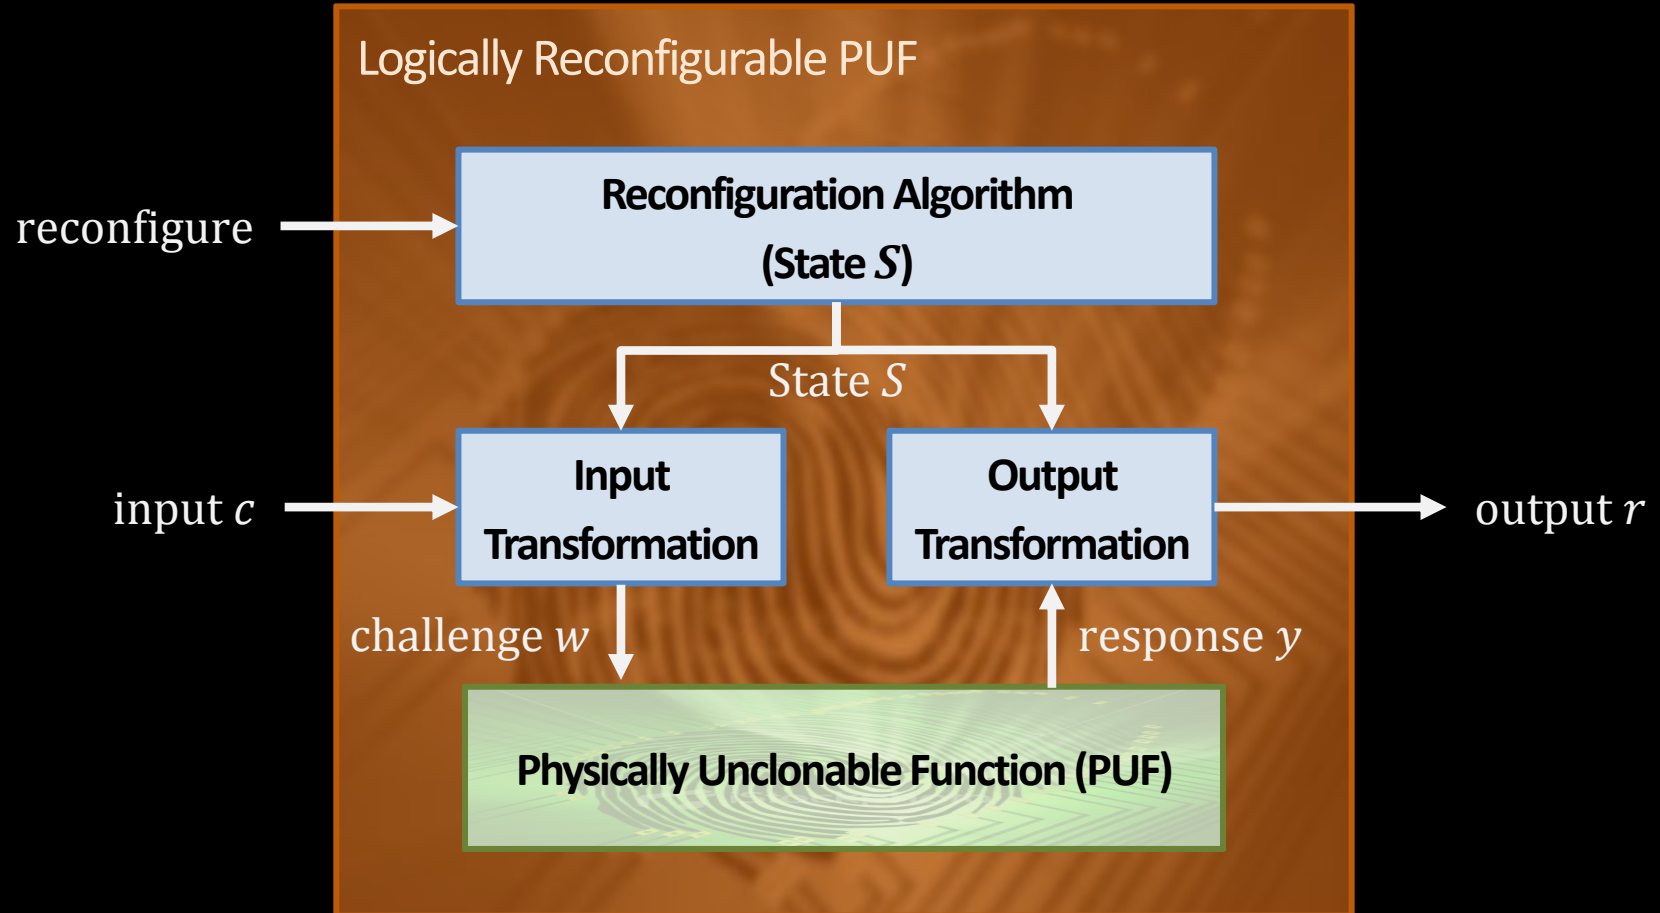 Logically Reconfigurable PUF
reconfigure
Reconfiguration Algorithm
(State S)
State S
input c
Input
Transformation
Output
Transformation
output r
challenge w
response y
Physically Unclonable Function (PUF)